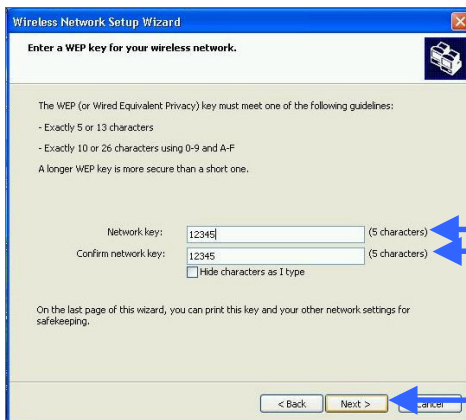 Wireless Network Setup Wizard
Enter a WEP key for your wireless network.
The WEP (or Wired Equivalent Privacy) key must meet one of the following guidelines:
- Exactly 5 or 13 characters
- Exactly 10 or 26 characters using 0-9 and A-F
A longer WEP key is more secure than a short one.
Network key: 12345 (5 characters)
Confirm network key: 12345 (5 characters)
Hide characters as I type
On the last page of this wizard, you can print this key and your other network settings for
safekeeping.
< Back Next > Cancel